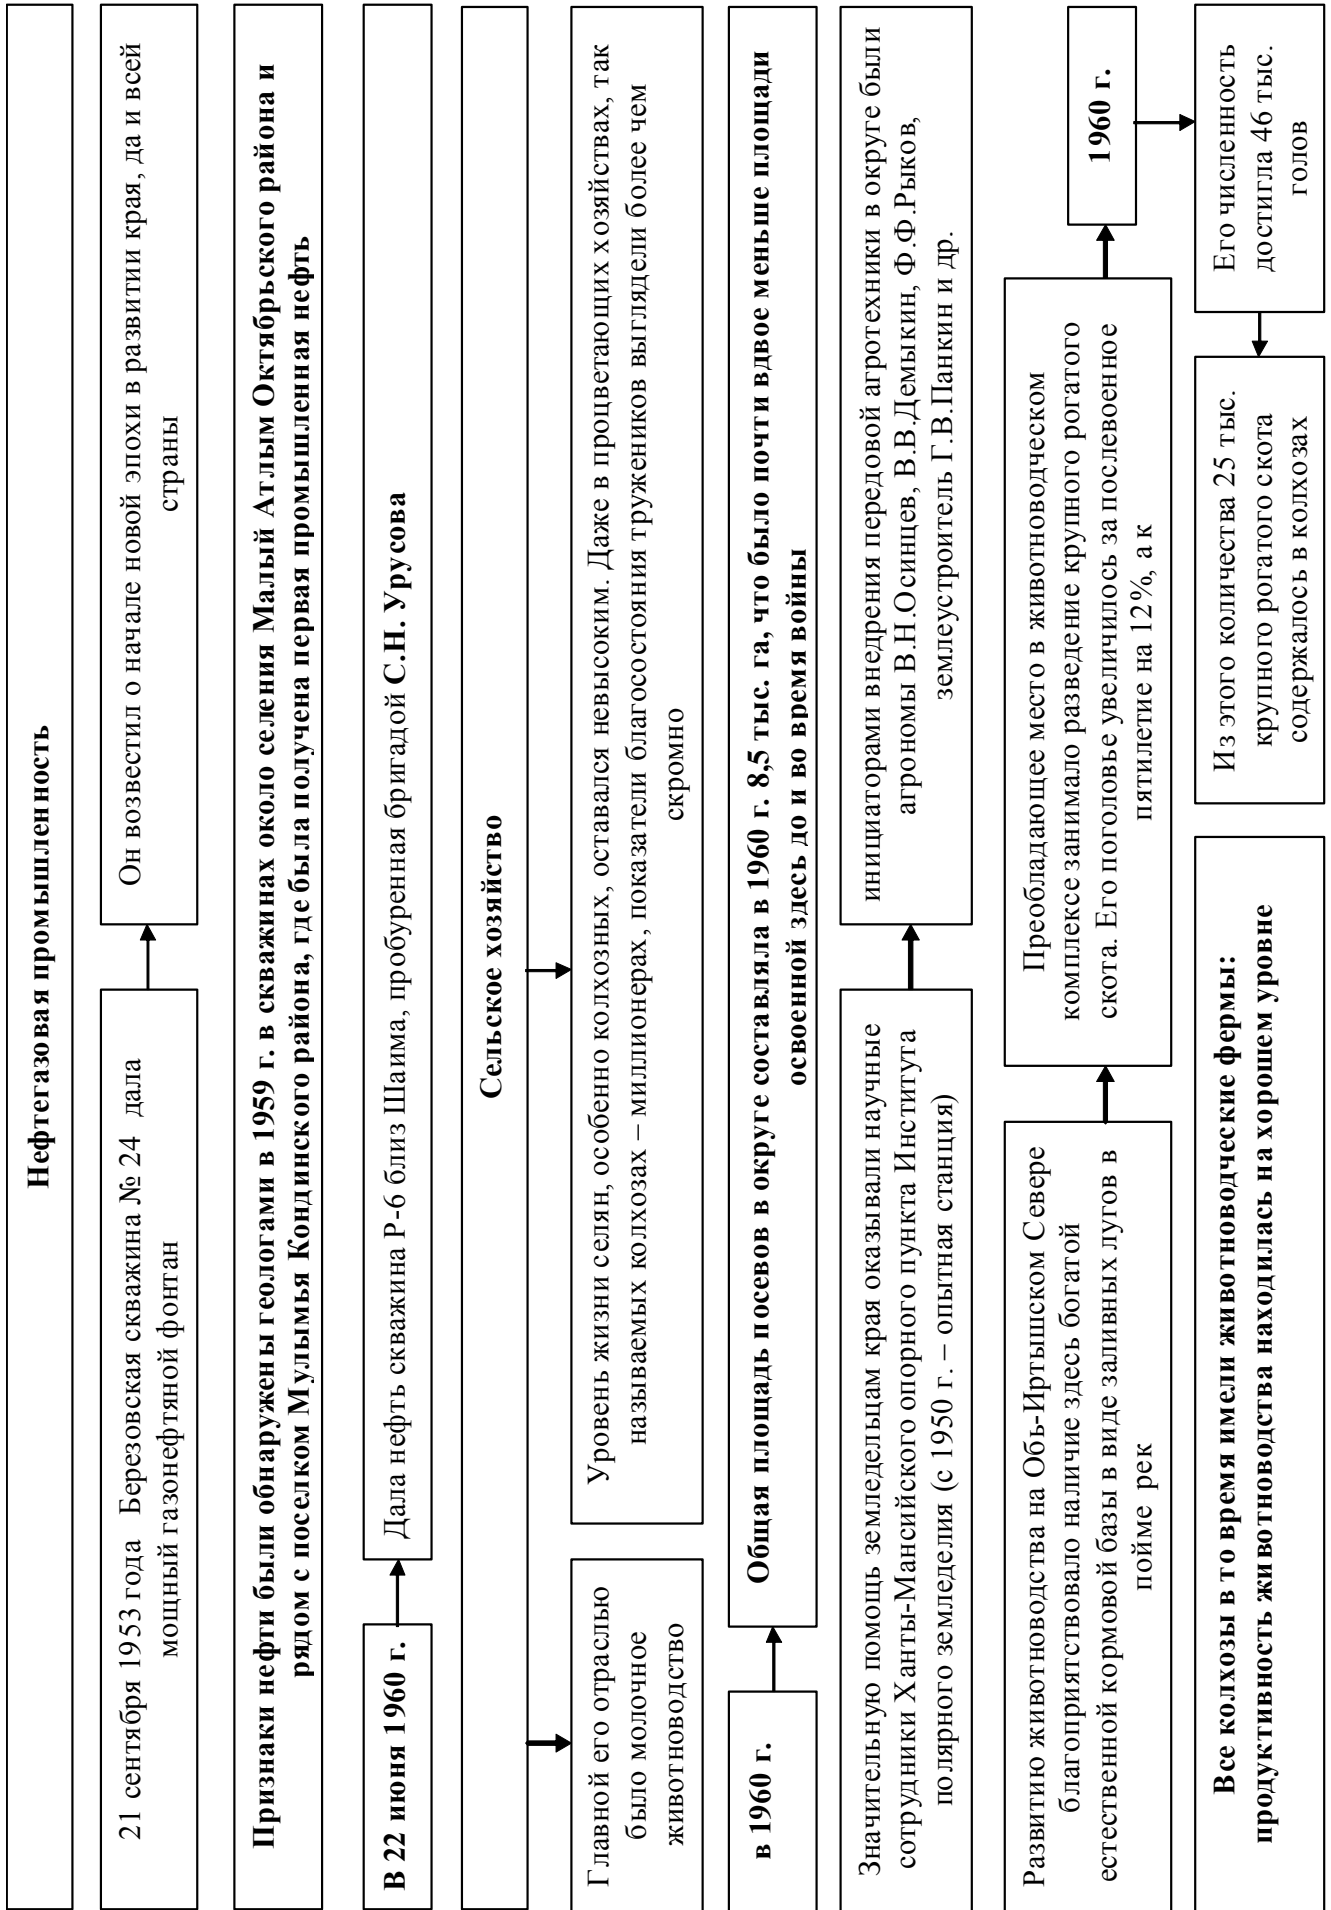 Нефтегазовая промышленность
21 сентября 1953 года Березовская скважина № 24 дала
мощный газонефтяной фонтан
Он возвестил о начале новой эпохи в развитии края, да и всей
страны
Признаки нефти были обнаружены геологами в 1959 г. в скважинах около селения Малый Атлым Октябрьского района и
рядом с поселком Мулымья Кондинского района, где была получена первая промышленная нефть
В 22 июня 1960 г.
Дала нефть скважина Р-6 близ Шаима, пробуренная бригадой С.Н. Урусова
Сельское хозяйство
Главной его отраслью
было молочное
животноводство
Уровень жизни селян, особенно колхозных, оставался невысоким. Даже в процветающих хозяйствах, так
называемых колхозах – миллионерах, показатели благосостояния тружеников выглядели более чем
скромно
в 1960 г.
Общая площадь посевов в округе составляла в 1960 г. 8,5 тыс. га, что было почти вдвое меньше площади
освоенной здесь до и во время войны
Значительную помощь земледельцам края оказывали научные
сотрудники Ханты-Мансийского опорного пункта Института
полярного земледелия (с 1950 г. – опытная станция)
инициаторами внедрения передовой агротехники в округе были
агрономы В.Н.Осинцев, В.В.Демыкин, Ф.Ф.Рыков,
землеустроитель Г.В.Панкин и др.
Развитию животноводства на Обь-Иртышском Севере
благоприятствовало наличие здесь богатой
естественной кормовой базы в виде заливных лугов в
пойме рек
Преобладающее место в животноводческом
комплексе занимало разведение крупного рогатого
скота. Его поголовье увеличилось за послевоенное
пятилетие на 12%, а к
1960 г.
Его численность
достигла 46 тыс.
голов
Из этого количества 25 тыс.
крупного рогатого скота
содержалось в колхозах
Все колхозы в то время имели животноводческие фермы:
продуктивность животноводства находилась на хорошем уровне